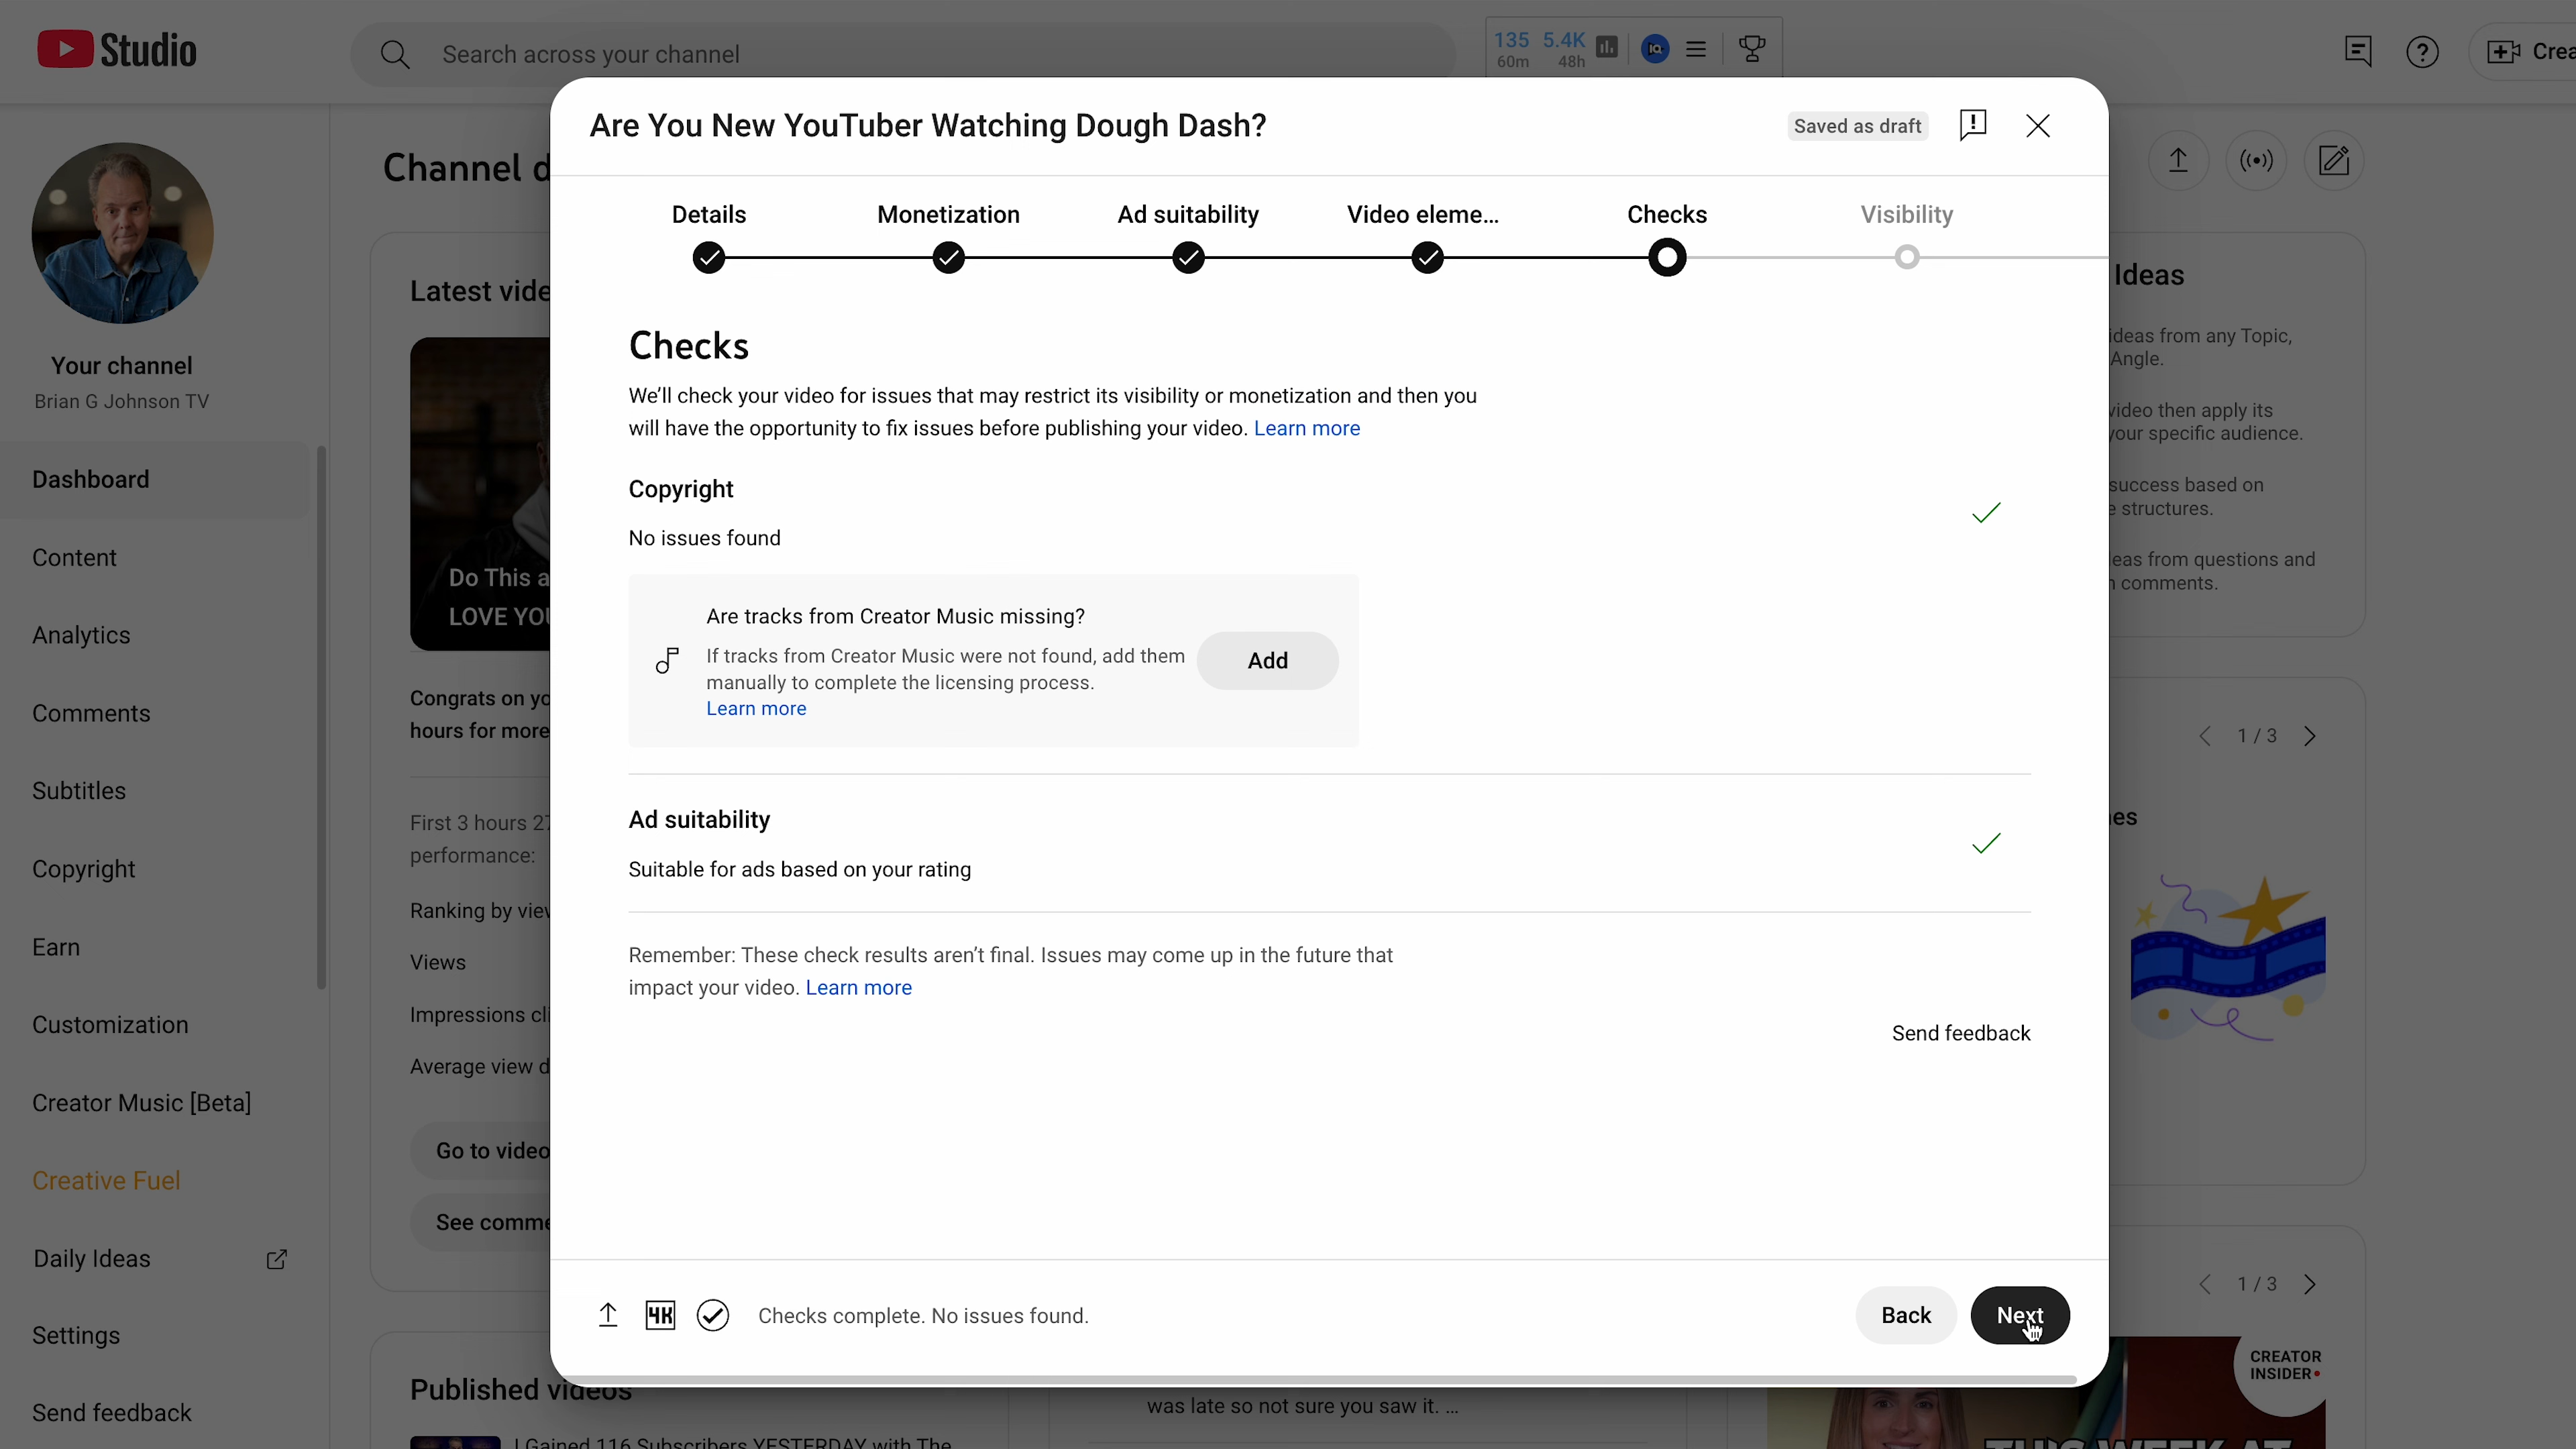 Studio
Search across your channel
135 5.4K
60m 48h
IQ
Crea
Your channel
Brian G Johnson TV
Dashboard
Content
Analytics
Comments
Subtitles
Copyright
Earn
Customization
Creator Music [Beta]
Creative Fuel
Daily Ideas
Settings
Send feedback
Channel d
Latest vide
Do This a
LOVE YOU
Congrats on yo
hours for more
First 3 hours 27
performance:
Ranking by view
Views
Impressions cli
Average view d
Go to video
See comme
Published videos
I Gained 116 Subscribers YESTERDAY with The
Are You New YouTuber Watching Dough Dash?
Saved as draft
Details
Monetization
Ad suitability
Video eleme...
Checks
Visibility
Checks
We'll check your video for issues that may restrict its visibility or monetization and then you
will have the opportunity to fix issues before publishing your video. Learn more
Copyright
No issues found
Are tracks from Creator Music missing?
If tracks from Creator Music were not found, add them
manually to complete the licensing process.
Learn more
Add
Ad suitability
Suitable for ads based on your rating
Remember: These check results aren't final. Issues may come up in the future that
impact your video. Learn more
Send feedback
4K
Checks complete. No issues found.
Back
Next
was late so not sure you saw it. ...
Ideas
ideas from any Topic,
Angle.
video then apply its
your specific audience.
success based on
e structures.
eas from questions and
comments.
1 / 3
es
1 / 3
CREATOR
INSIDER
THIS WEEK AT